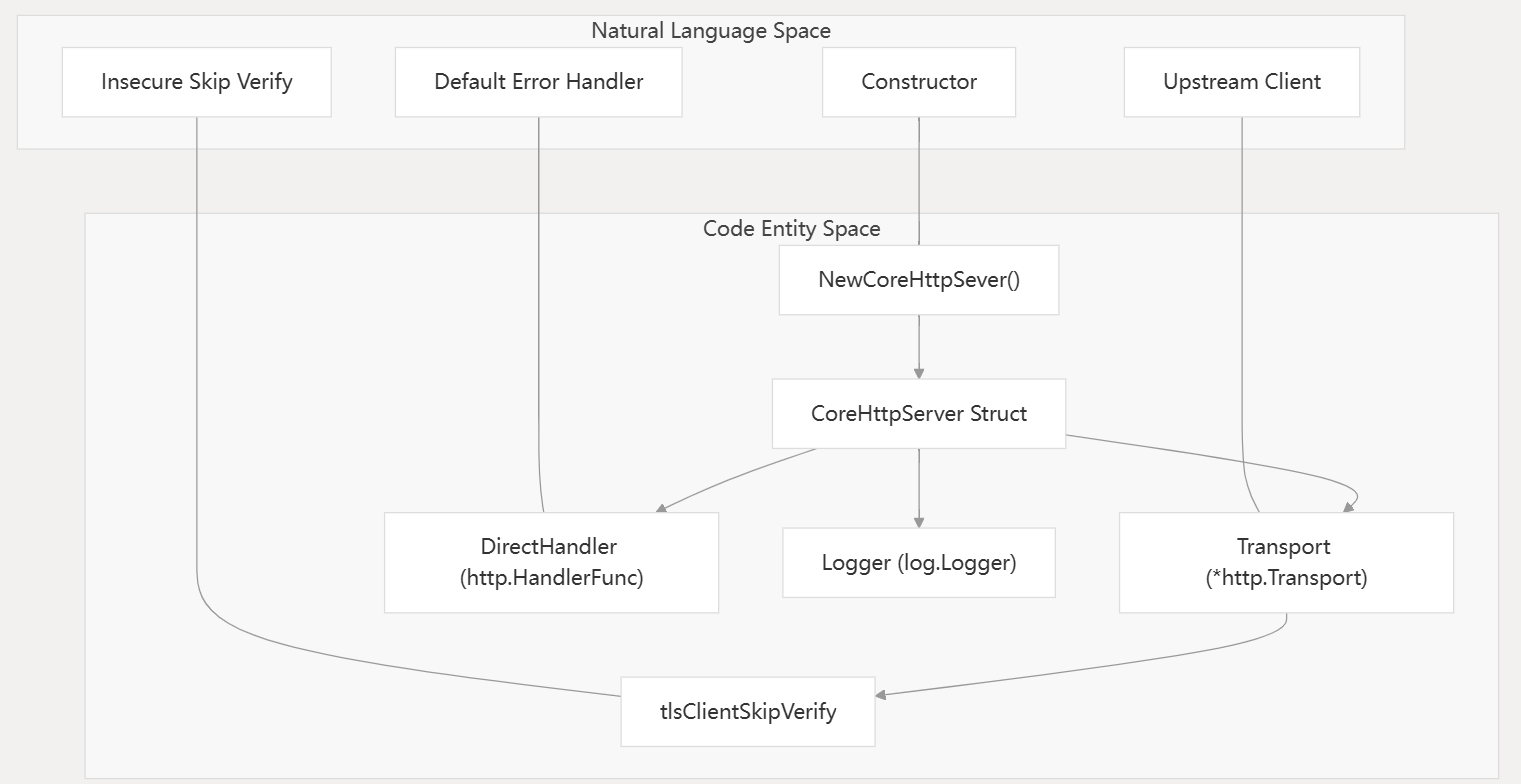 Natural Language Space
Insecure Skip Verify
Default Error Handler
Constructor
Upstream Client
Code Entity Space
NewCoreHttpSever()
CoreHttpServer Struct
DirectHandler
(http.HandlerFunc)
Logger (log.Logger)
Transport
(*http.Transport)
tlsClientSkipVerify